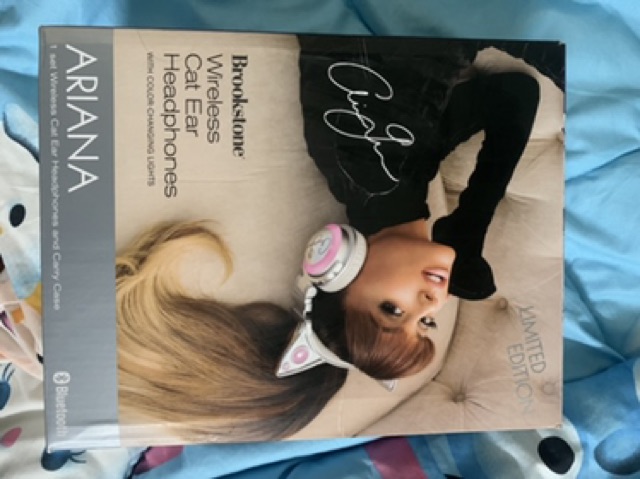 Brookstone
Wireless
Cat Ear
Headphones
WITH COLOR-CHANGING LIGHTS
LIMITED
EDITION
ARIANA
1 set Wireless Cat Ear Headphones and Carry Case
Bluetooth